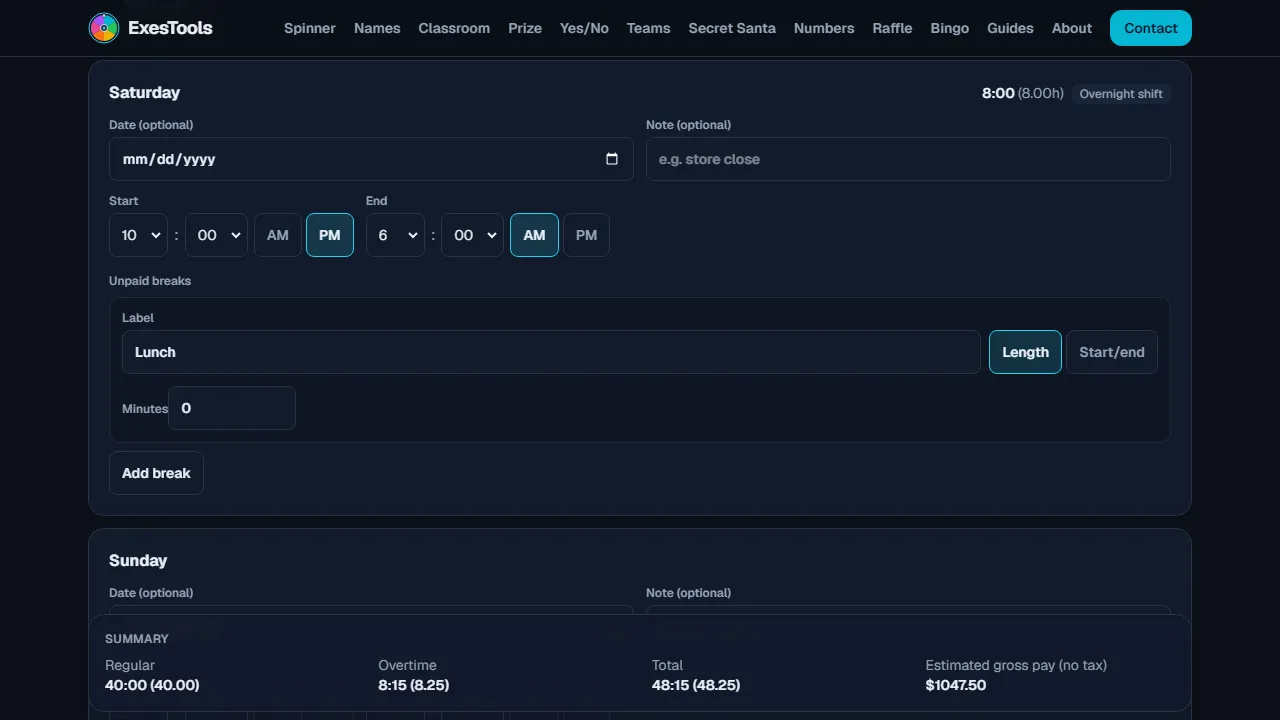 ExesTools Spinner Names Classroom Prize Yes/No Teams Secret Santa Numbers Raffle Bingo Guides About Contact
Saturday 8:00 (8.00h) Overnight shift
Date (optional) Note (optional)
mm/dd/yyyy e.g. store close
Start End
10 : 00 AM PM 6 : 00 AM PM
Unpaid breaks
Label
Lunch Length Start/end
Minutes 0
Add break
Sunday
Date (optional) Note (optional)
SUMMARY
Regular Overtime Total Estimated gross pay (no tax)
40:00 (40.00) 8:15 (8.25) 48:15 (48.25) $1047.50